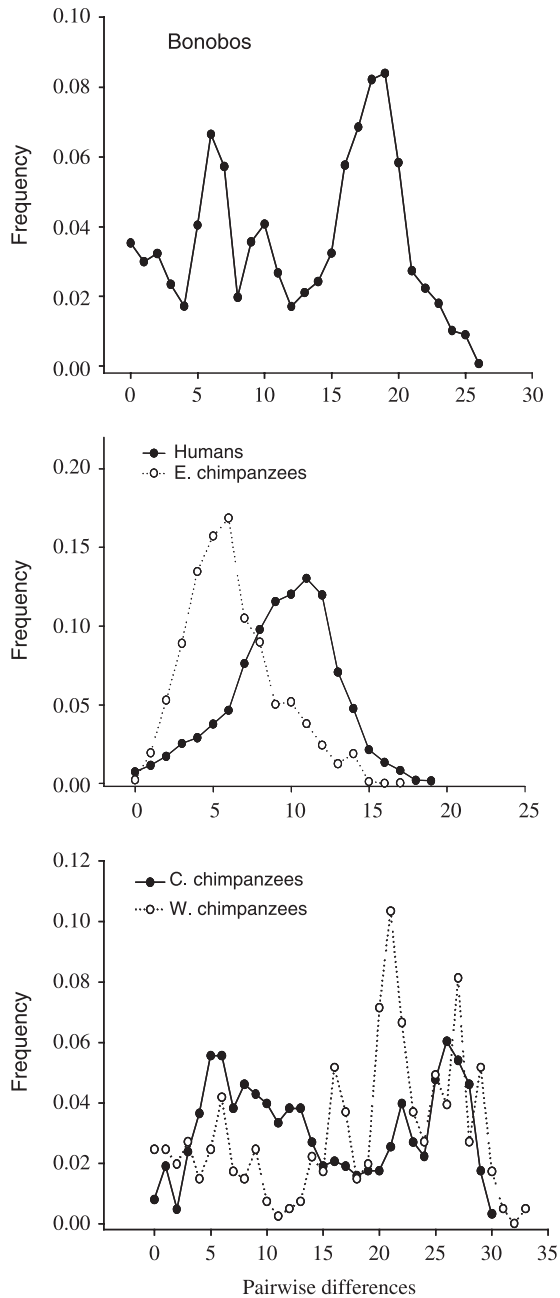 0.10
Bonobos
0.08
0.06
0.04
0.02
0.00
Frequency
0 5 10 15 20 25 30
Humans
E. chimpanzees
0.20
0.15
0.10
0.05
0.00
Frequency
0 5 10 15 20 25
0.12
C. chimpanzees
W. chimpanzees
0.10
0.08
0.06
0.04
0.02
0.00
Frequency
0 5 10 15 20 25 30 35
Pairwise differences